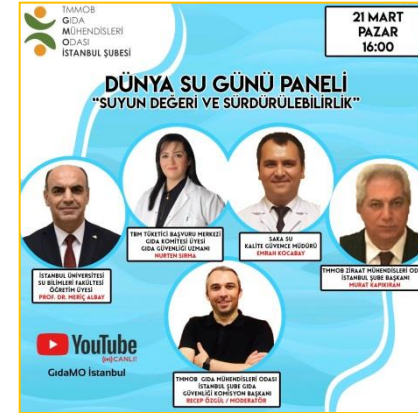 TMMOB
GIDA
MÜHENDİSLERİ
ODASI
İSTANBUL ŞUBESİ
21 MART
PAZAR
16:00
DÜNYA SU GÜNÜ PANELİ
“SUYUN DEĞERİ VE SÜRDÜRÜLEBİLİRLİK”
İSTANBUL ÜNİVERSİTESİ
SU BİLİMLERİ FAKÜLTESİ
ÖĞRETİM ÜYESİ
PROF. DR. MERİÇ ALBAY
TBM TÜKETİCİ BAŞVURU MERKEZİ
GIDA KOMİTESİ ÜYESİ
GIDA GÜVENLİĞİ UZMANI
NURTEN SIRMA
SAKA SU
KALİTE GÜVENCE MÜDÜRÜ
EMRAH KOCABAY
TMMOB ZİRAAT MÜHENDİSLERİ OD
İSTANBUL ŞUBE BAŞKANI
MURAT KAPIKIRAN
YouTube
((•))CANLI!
GıdaMO İstanbul
TMMOB GIDA MÜHENDİSLERİ ODASI
İSTANBUL ŞUBE GIDA
GÜVENLİĞİ KOMİSYON BAŞKANI
RECEP ÖZGÜL / MODERATÖR